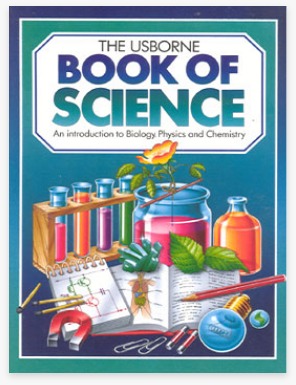 THE USBORNE
BOOK OF
SCIENCE
An introduction to Biology, Physics and Chemistry